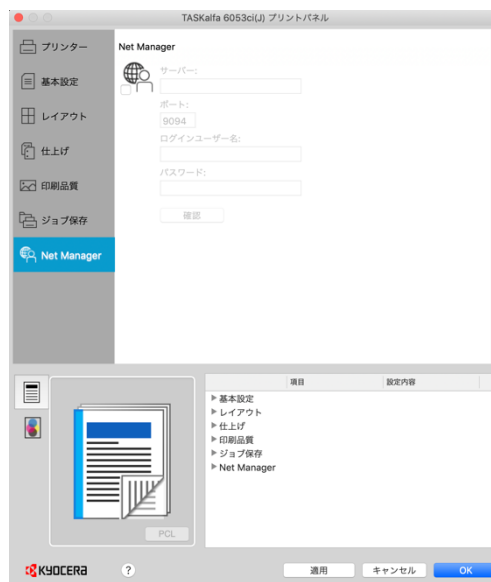 TASKalfa 6053ci(J) プリントパネル
プリンター
基本設定
レイアウト
仕上げ
印刷品質
ジョブ保存
Net Manager
Net Manager
サーバー:
ポート:
9094
ログインユーザー名:
パスワード:
確認
項目 設定内容
▶基本設定
▶レイアウト
▶仕上げ
▶印刷品質
▶ジョブ保存
▶Net Manager
PCL
KYOCERA
?
適用 キャンセル OK